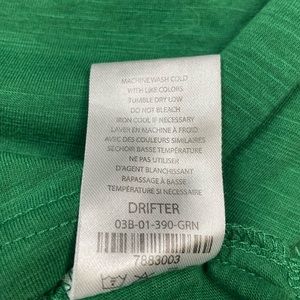 MACHINE WASH COLD
WITH LIKE COLORS
TUMBLE DRY LOW
DO NOT BLEACH
IRON COOL IF NECESSARY
LAVER EN MACHINE À FROID
AVEC DES COULEURS SIMILAIRES
SÉCHOIR BASSE TEMPÉRATURE
NE PAS UTILISER
D'AGENT BLANCHISSANT
RAPASSAGE À BASSE
TEMPÉRATURE SI NÉCESSAIRE
DRIFTER
03B-01-390-GRN
7883003